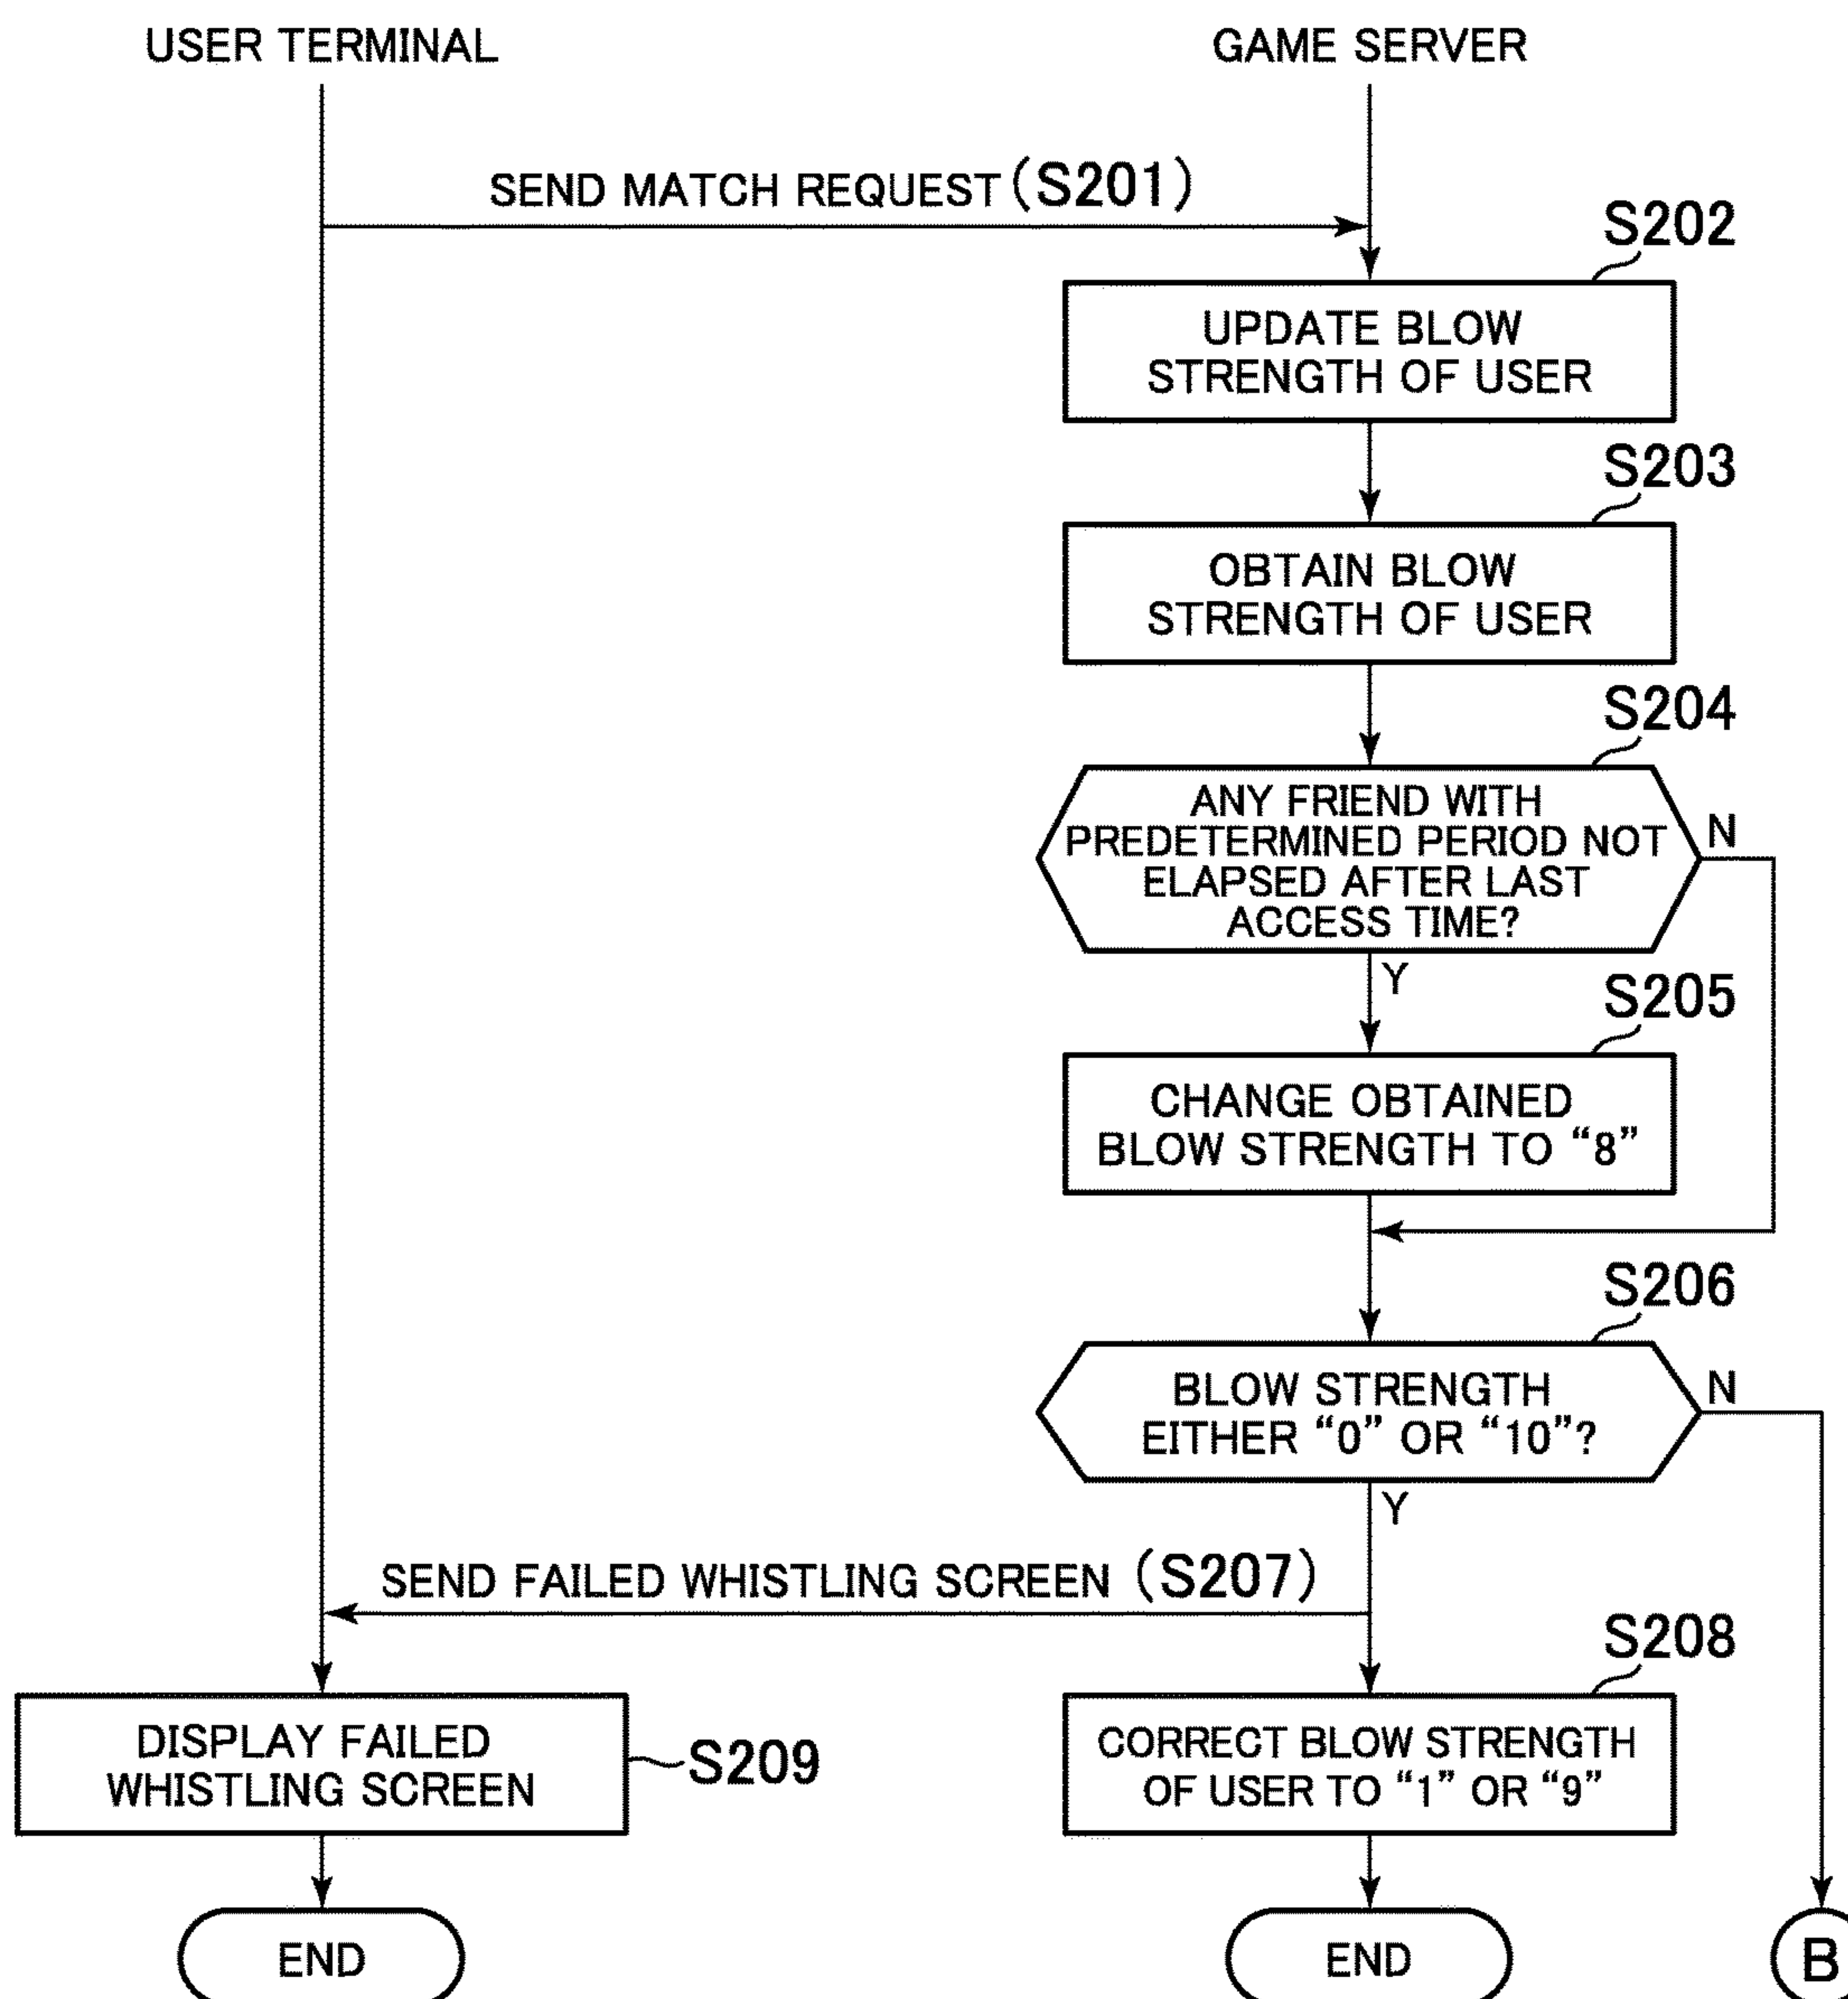 USER TERMINAL
GAME SERVER
SEND MATCH REQUEST (S201)
S202
UPDATE BLOW
STRENGTH OF USER
S203
OBTAIN BLOW
STRENGTH OF USER
S204
ANY FRIEND WITH
PREDETERMINED PERIOD NOT
ELAPSED AFTER LAST
ACCESS TIME?
N
Y
S205
CHANGE OBTAINED
BLOW STRENGTH TO “8”
S206
BLOW STRENGTH
EITHER “0” OR “10”?
N
Y
SEND FAILED WHISTLING SCREEN (S207)
S208
DISPLAY FAILED
WHISTLING SCREEN
S209
CORRECT BLOW STRENGTH
OF USER TO “1” OR “9”
END
END
B